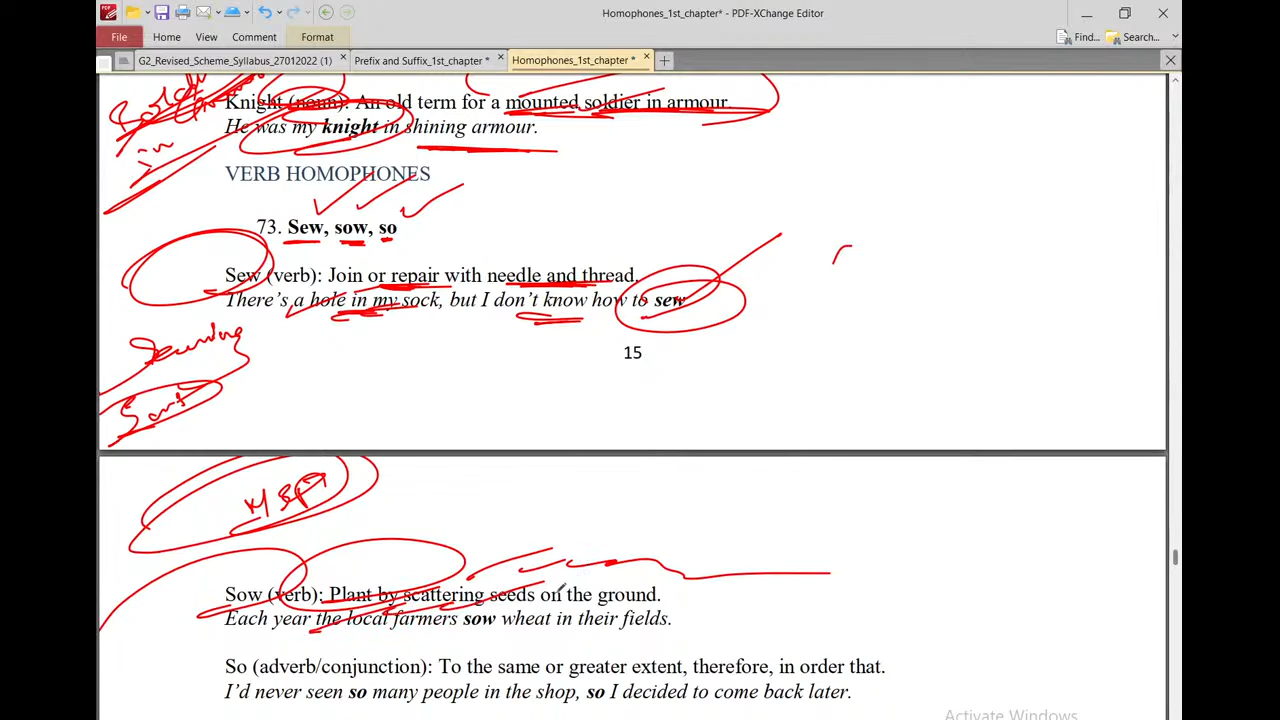 Homophones_1st_chapter* - PDF-XChange Editor
File Home View Comment Format Find... Search...
G2_Revised_Scheme_Syllabus_27012022 (1) Prefix and Suffix_1st_chapter * Homophones_1st_chapter *
Knight (noun): An old term for a mounted soldier in armour.
He was my knight in shining armour.
in
VERB HOMOPHONES
73. Sew, sow, so
Sew (verb): Join or repair with needle and thread.
There's a hole in my sock, but I don't know how to sew
15
Sow (verb): Plant by scattering seeds on the ground.
Each year the local farmers sow wheat in their fields.
So (adverb/conjunction): To the same or greater extent, therefore, in order that.
I'd never seen so many people in the shop, so I decided to come back later.
Activate Windows